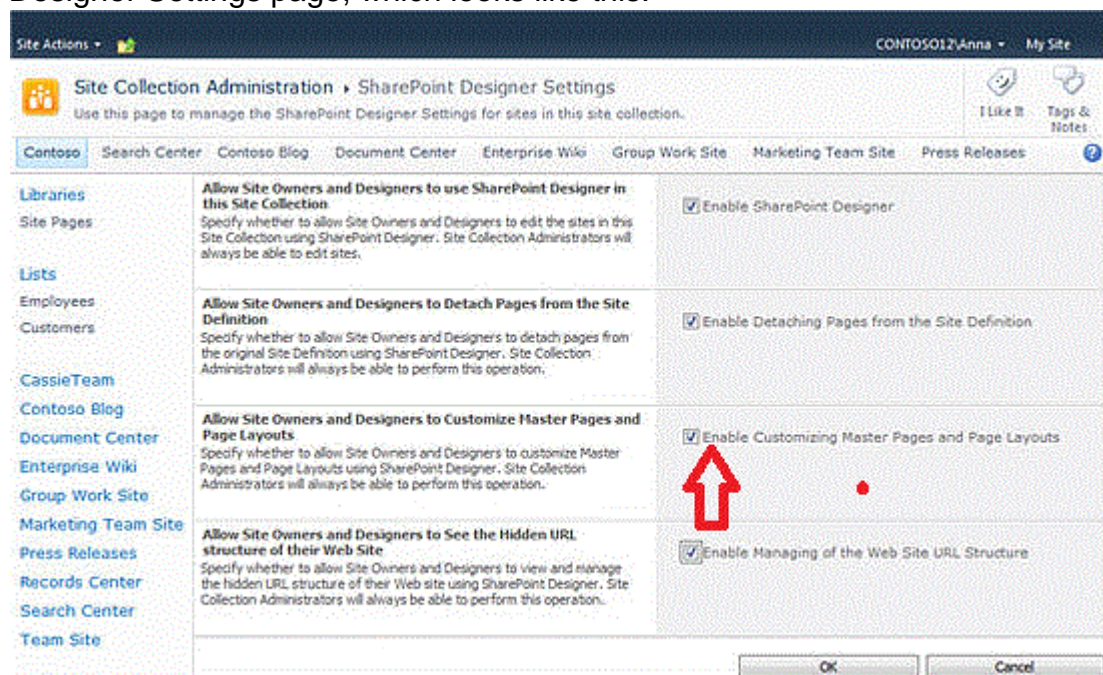 Designer Settings page, which looks like this:
Site Actions
CONTOSO12\Anna
My Site
Site Collection Administration ▸ SharePoint Designer Settings
Use this page to manage the SharePoint Designer Settings for sites in this site collection.
I Like It
Tags &
Notes
Contoso
Search Center
Contoso Blog
Document Center
Enterprise Wiki
Group Work Site
Marketing Team Site
Press Releases
Libraries
Site Pages
Lists
Employees
Customers
CassieTeam
Contoso Blog
Document Center
Enterprise Wiki
Group Work Site
Marketing Team Site
Press Releases
Records Center
Search Center
Team Site
Allow Site Owners and Designers to use SharePoint Designer in
this Site Collection
Specify whether to allow Site Owners and Designers to edit the sites in this
Site Collection using SharePoint Designer. Site Collection Administrators will
always be able to edit sites.
Enable SharePoint Designer
Allow Site Owners and Designers to Detach Pages from the Site
Definition
Specify whether to allow Site Owners and Designers to detach pages from
the original Site Definition using SharePoint Designer. Site Collection
Administrators will always be able to perform this operation.
Enable Detaching Pages from the Site Definition
Allow Site Owners and Designers to Customize Master Pages and
Page Layouts
Specify whether to allow Site Owners and Designers to customize Master
Pages and Page Layouts using SharePoint Designer. Site Collection
Administrators will always be able to perform this operation.
Enable Customizing Master Pages and Page Layouts
Allow Site Owners and Designers to See the Hidden URL
structure of their Web Site
Specify whether to allow Site Owners and Designers to view and manage
the hidden URL structure of their Web site using SharePoint Designer. Site
Collection Administrators will always be able to perform this operation.
Enable Managing of the Web Site URL Structure
OK
Cancel